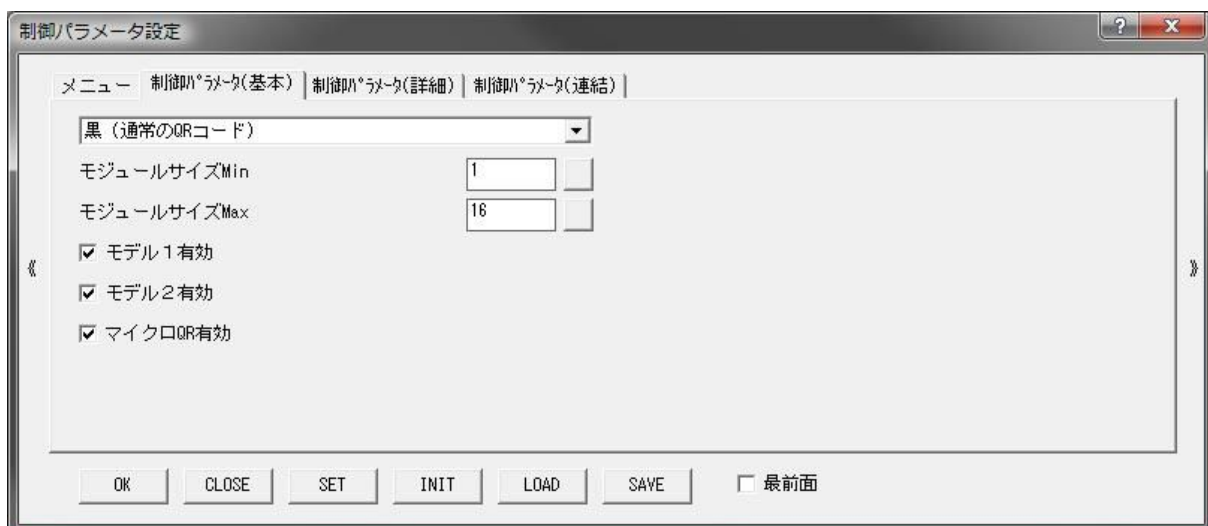 制御パラメータ設定
? X
メニュー 制御ﾊﾟﾗﾒｰﾀ(基本) 制御ﾊﾟﾗﾒｰﾀ(詳細) 制御ﾊﾟﾗﾒｰﾀ(連結)
黒（通常のQRコード）
モジュールサイズMin 1
モジュールサイズMax 16
モデル１有効
《 》
モデル２有効
マイクロQR有効
OK CLOSE SET INIT LOAD SAVE 最前面